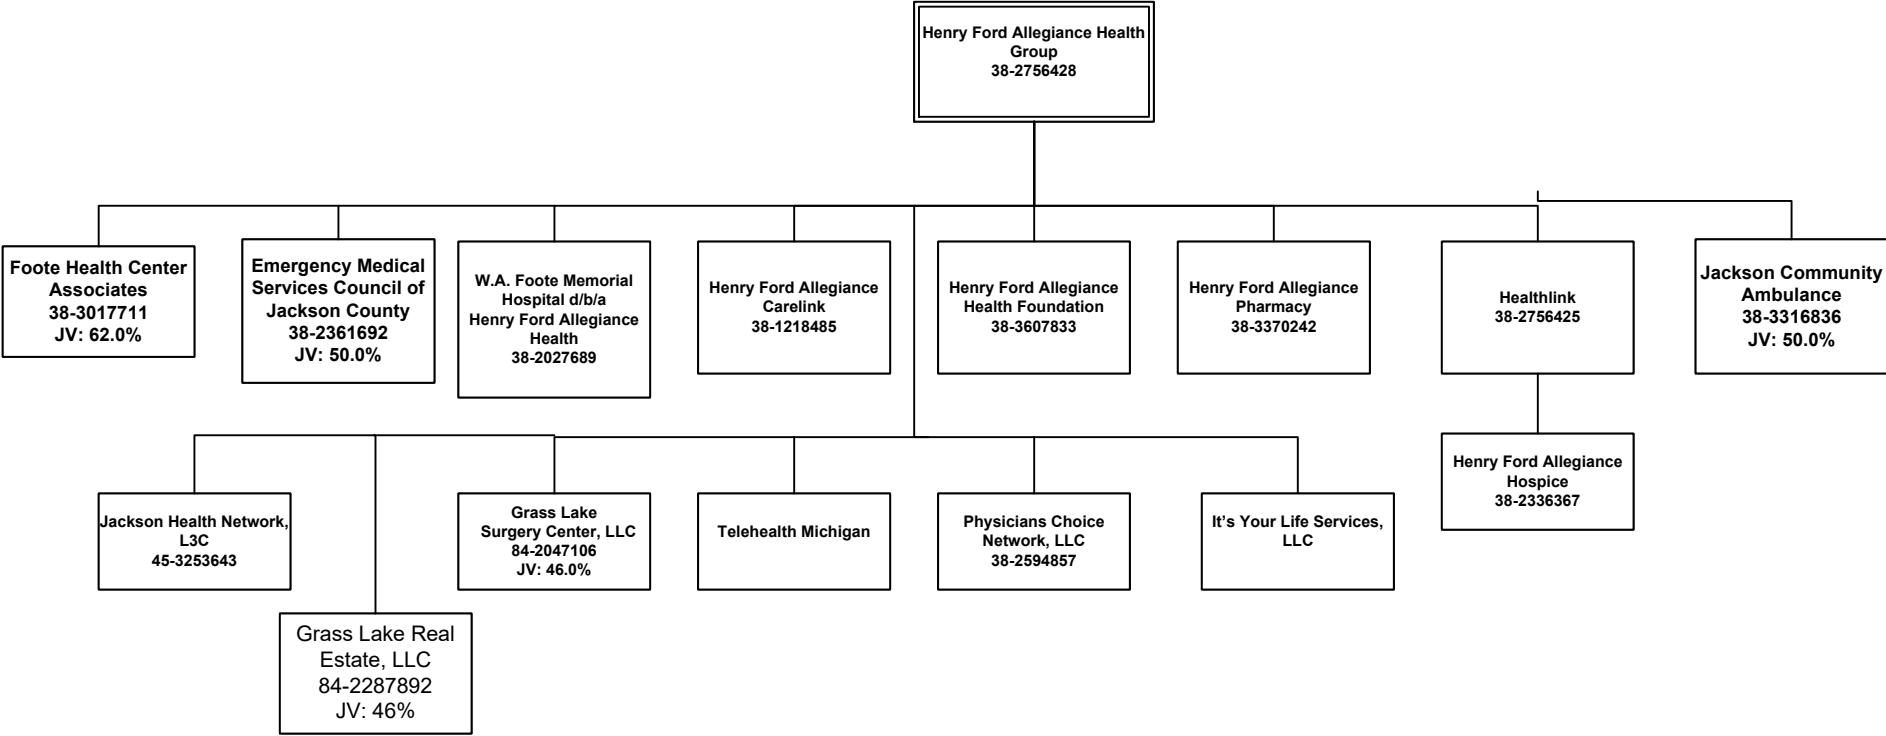 Henry Ford Allegiance Health
Group
38-2756428
Foote Health Center
Associates
38-3017711
JV: 62.0%
Emergency Medical
Services Council of
Jackson County
38-2361692
JV: 50.0%
W.A. Foote Memorial
Hospital d/b/a
Henry Ford Allegiance
Health
38-2027689
Henry Ford Allegiance
Carelink
38-1218485
Henry Ford Allegiance
Health Foundation
38-3607833
Henry Ford Allegiance
Pharmacy
38-3370242
Healthlink
38-2756425
Jackson Community
Ambulance
38-3316836
JV: 50.0%
Henry Ford Allegiance
Hospice
38-2336367
Jackson Health Network,
L3C
45-3253643
Grass Lake
Surgery Center, LLC
84-2047106
JV: 46.0%
Telehealth Michigan
Physicians Choice
Network, LLC
38-2594857
It’s Your Life Services,
LLC
Grass Lake Real
Estate, LLC
84-2287892
JV: 46%